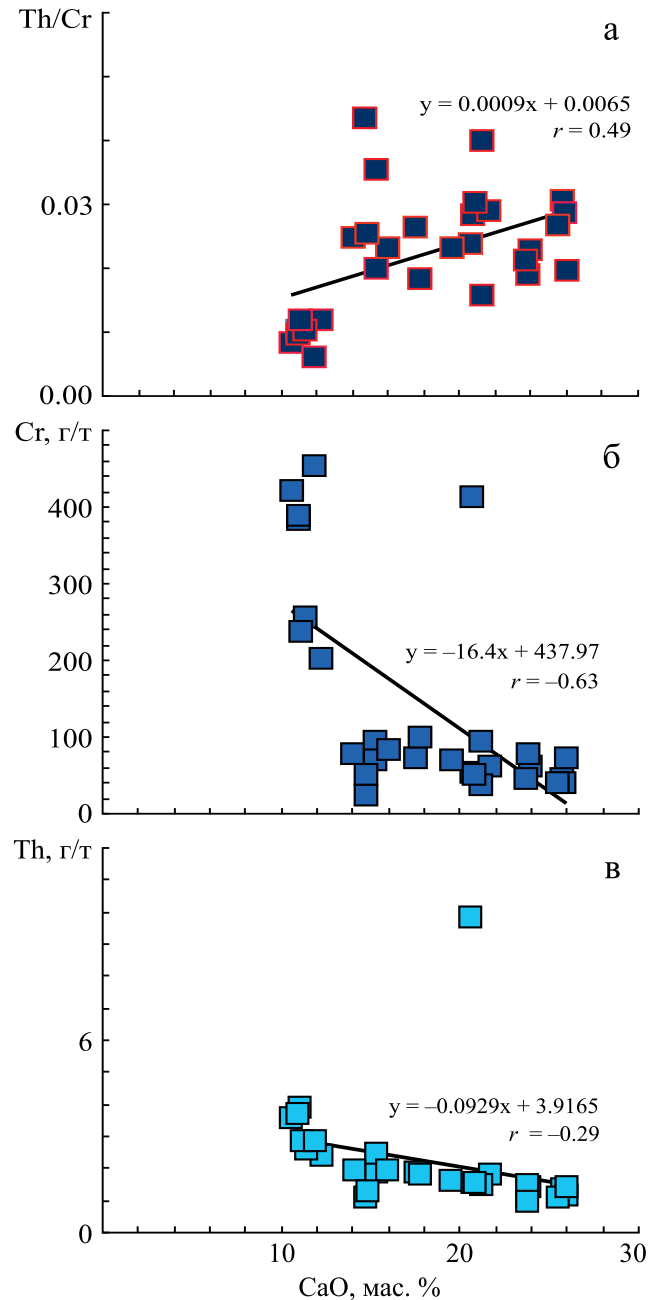 Th/Cr
а
y = 0.0009x + 0.0065
r = 0.49
0.03
0.00
Cr, г/т
б
400
300
200
y = –16.4x + 437.97
r = –0.63
100
0
Th, г/т
в
6
y = –0.0929x + 3.9165
r = –0.29
0
10 20 30
CaO, мас. %